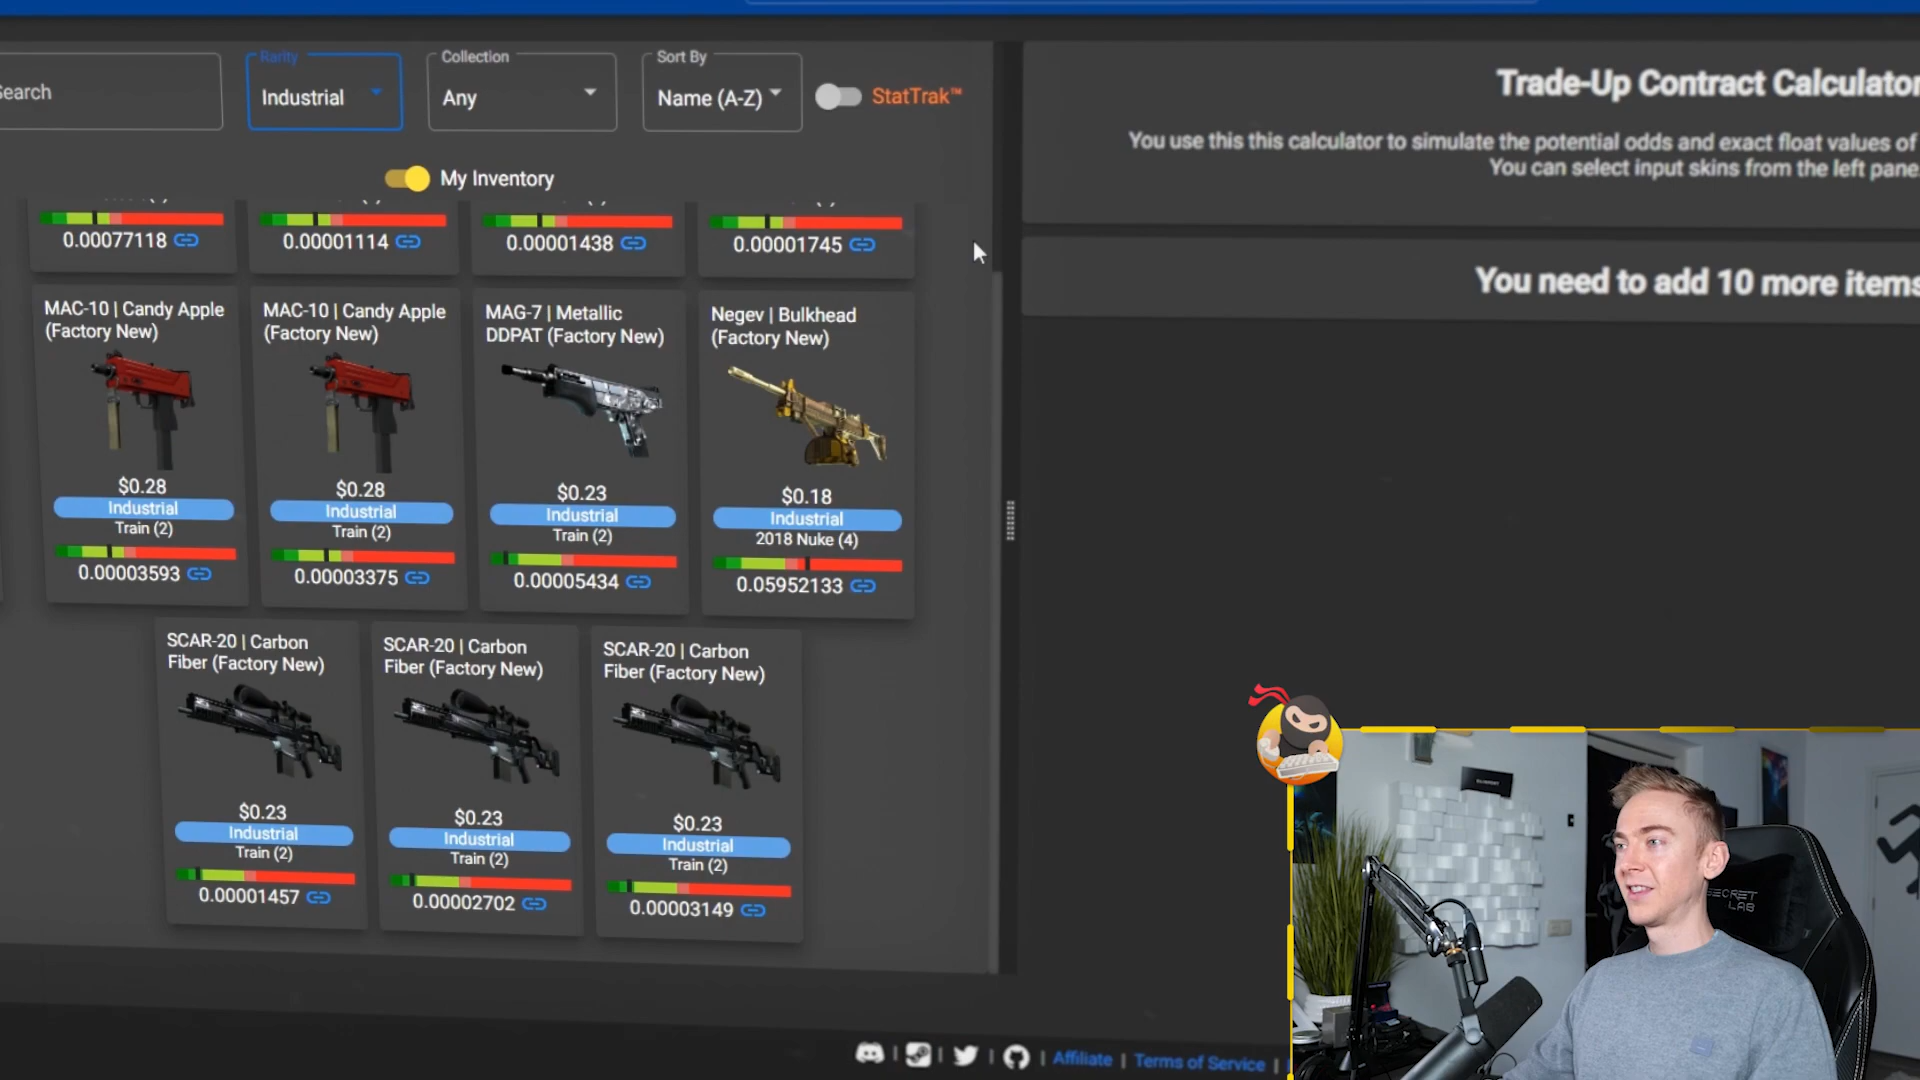 Search
Rarity
Industrial
Collection
Any
Sort By
Name (A-Z)
StatTrak™
My Inventory
0.00077118
0.00001114
0.00001438
0.00001745
MAC-10 | Candy Apple
(Factory New)
$0.28
Industrial
Train (2)
0.00003593
MAC-10 | Candy Apple
(Factory New)
$0.28
Industrial
Train (2)
0.00003375
MAG-7 | Metallic
DDPAT (Factory New)
$0.23
Industrial
Train (2)
0.00005434
Negev | Bulkhead
(Factory New)
$0.18
Industrial
2018 Nuke (4)
0.05952133
SCAR-20 | Carbon
Fiber (Factory New)
$0.23
Industrial
Train (2)
0.00001457
SCAR-20 | Carbon
Fiber (Factory New)
$0.23
Industrial
Train (2)
0.00002702
SCAR-20 | Carbon
Fiber (Factory New)
$0.23
Industrial
Train (2)
0.00003149
Trade-Up Contract Calculator
You use this this calculator to simulate the potential odds and exact float values of
You can select input skins from the left pane
You need to add 10 more items
| | | | Affiliate | Terms of Service |
SECRET
LAB